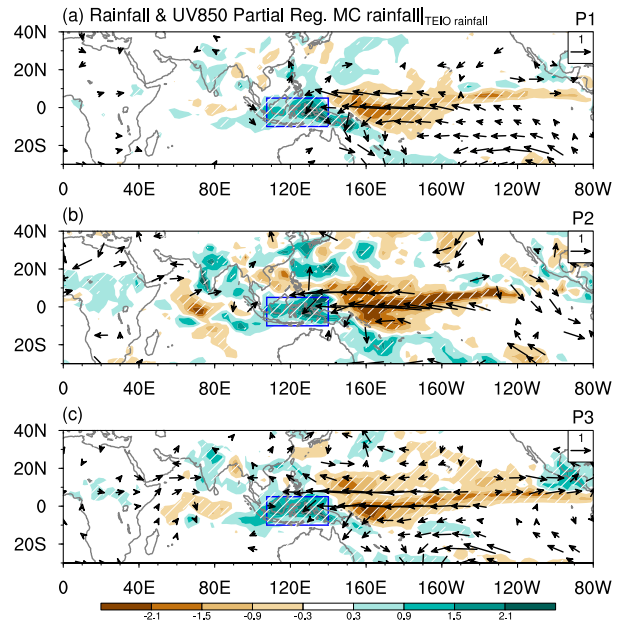 (a) Rainfall & UV850 Partial Reg. MC rainfall|TEIO rainfall P1
40N
20N
0
20S
1
0 40E 80E 120E 160E 160W 120W 80W
(b) P2
40N
20N
0
20S
1
0 40E 80E 120E 160E 160W 120W 80W
(c) P3
40N
20N
0
20S
1
0 40E 80E 120E 160E 160W 120W 80W
-2.1 -1.5 -0.9 -0.3 0.3 0.9 1.5 2.1